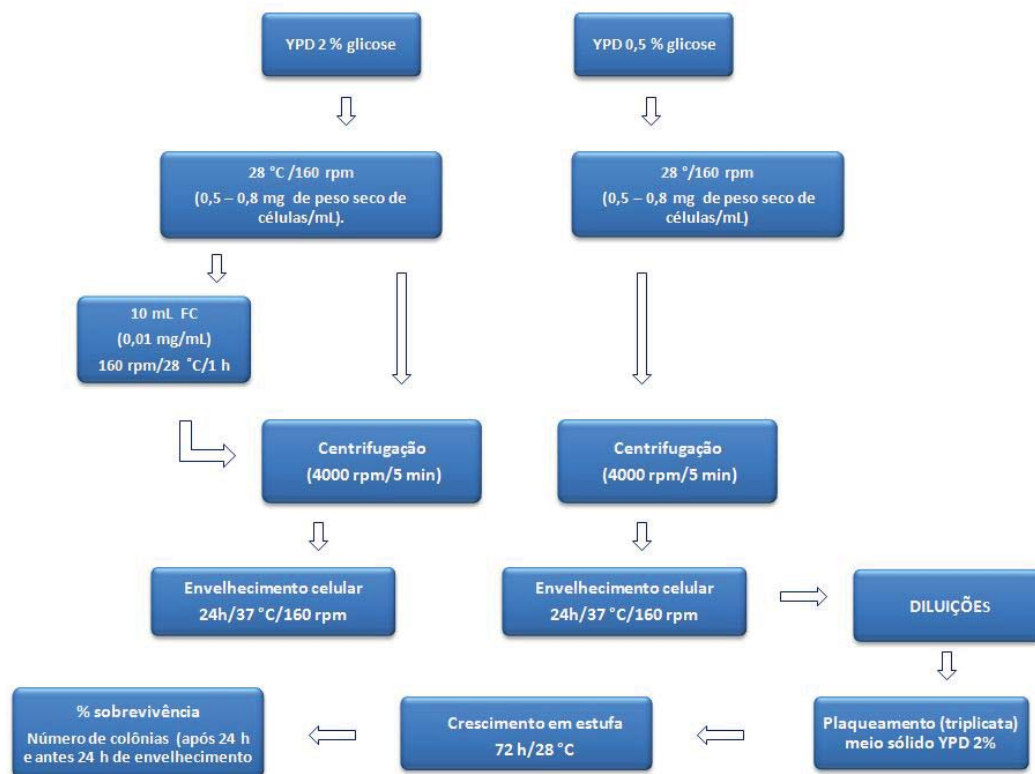 YPD 2 % glicose
YPD 0,5 % glicose
28 °C /160 rpm
(0,5 – 0,8 mg de peso seco de
células/mL).
28 °/160 rpm
(0,5 – 0,8 mg de peso seco de
células/mL)
10 mL FC
(0,01 mg/mL)
160 rpm/28 °C/1 h
Centrifugação
(4000 rpm/5 min)
Centrifugação
(4000 rpm/5 min)
Envelhecimento celular
24h/37 °C/160 rpm
Envelhecimento celular
24h/37 °C/160 rpm
DILUIÇÕES
% sobrevivência
Número de colônias (após 24 h
e antes 24 h de envelhecimento
Crescimento em estufa
72 h/28 °C
Plaqueamento (triplicata)
meio sólido YPD 2%